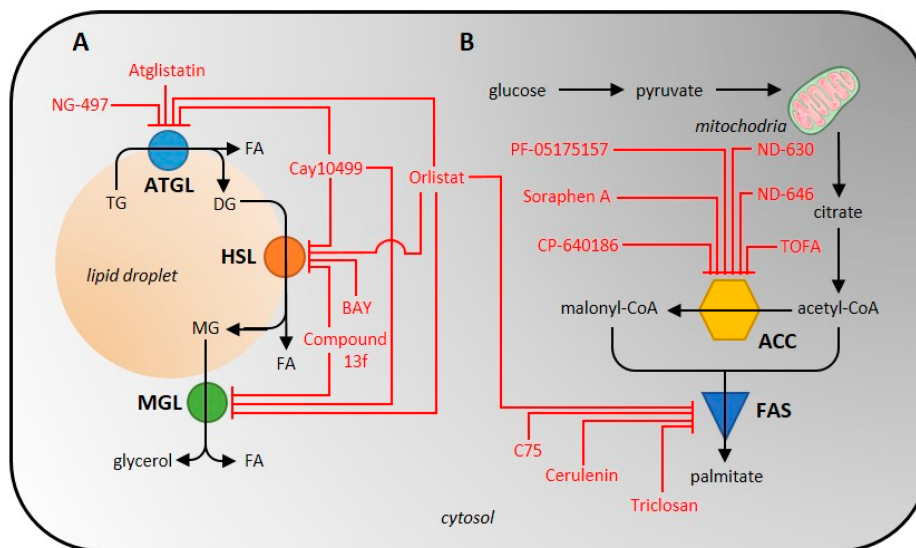 A
Atglistatin
NG-497
FA
ATGL
TG
DG
Cay10499
Orlistat
HSL
lipid droplet
BAY
MG
Compound
13f
FA
MGL
glycerol
FA
B
glucose
pyruvate
mitochodria
PF-05175157
ND-630
Soraphen A
ND-646
citrate
CP-640186
TOFA
malonyl-CoA
acetyl-CoA
ACC
FAS
C75
Cerulenin
Triclosan
palmitate
cytosol